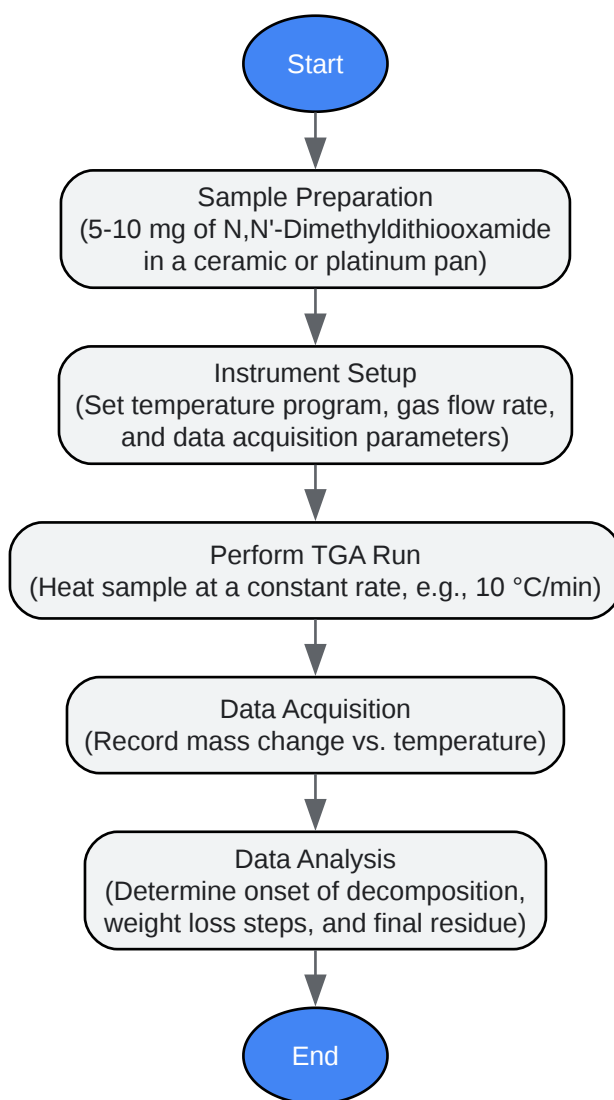 Start
Sample Preparation
(5-10 mg of N,N'-Dimethyldithiooxamide
in a ceramic or platinum pan)
Instrument Setup
(Set temperature program, gas flow rate,
and data acquisition parameters)
Perform TGA Run
(Heat sample at a constant rate, e.g., 10 °C/min)
Data Acquisition
(Record mass change vs. temperature)
Data Analysis
(Determine onset of decomposition,
weight loss steps, and final residue)
End